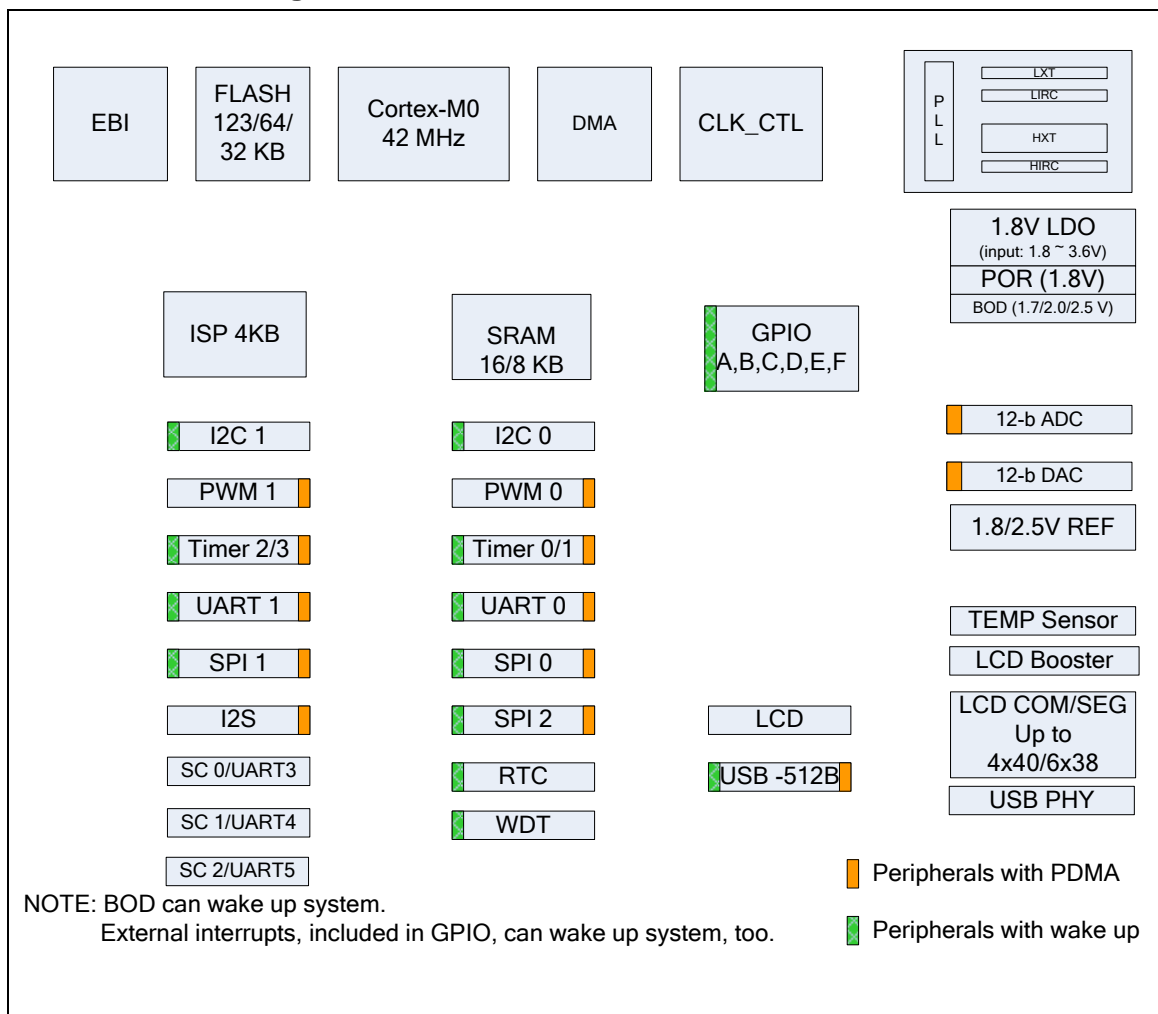 EBI
FLASH
123/64/
32 KB
Cortex-M0
42 MHz
DMA
CLK_CTL
P
L
L
LXT
LIRC
HXT
HIRC
1.8V LDO
(input: 1.8 ~ 3.6V)
POR (1.8V)
BOD (1.7/2.0/2.5 V)
ISP 4KB
SRAM
16/8 KB
GPIO
A,B,C,D,E,F
I2C 1
I2C 0
12-b ADC
PWM 1
PWM 0
12-b DAC
1.8/2.5V REF
Timer 2/3
Timer 0/1
UART 1
UART 0
TEMP Sensor
SPI 1
SPI 0
LCD Booster
I2S
SPI 2
LCD
LCD COM/SEG
Up to
4x40/6x38
SC 0/UART3
RTC
USB -512B
USB PHY
SC 1/UART4
WDT
SC 2/UART5
Peripherals with PDMA
NOTE: BOD can wake up system.
External interrupts, included in GPIO, can wake up system, too.
Peripherals with wake up